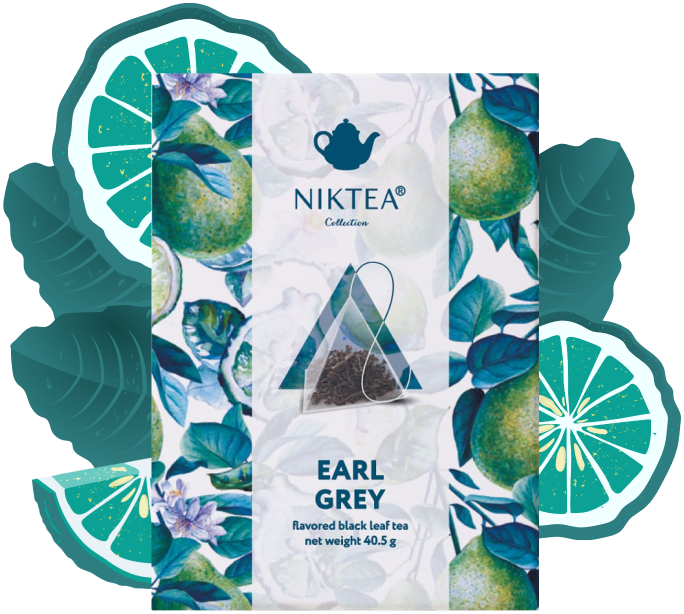 NIKTEA®
Collection
EARL
GREY
flavored black leaf tea
net weight 40.5 g